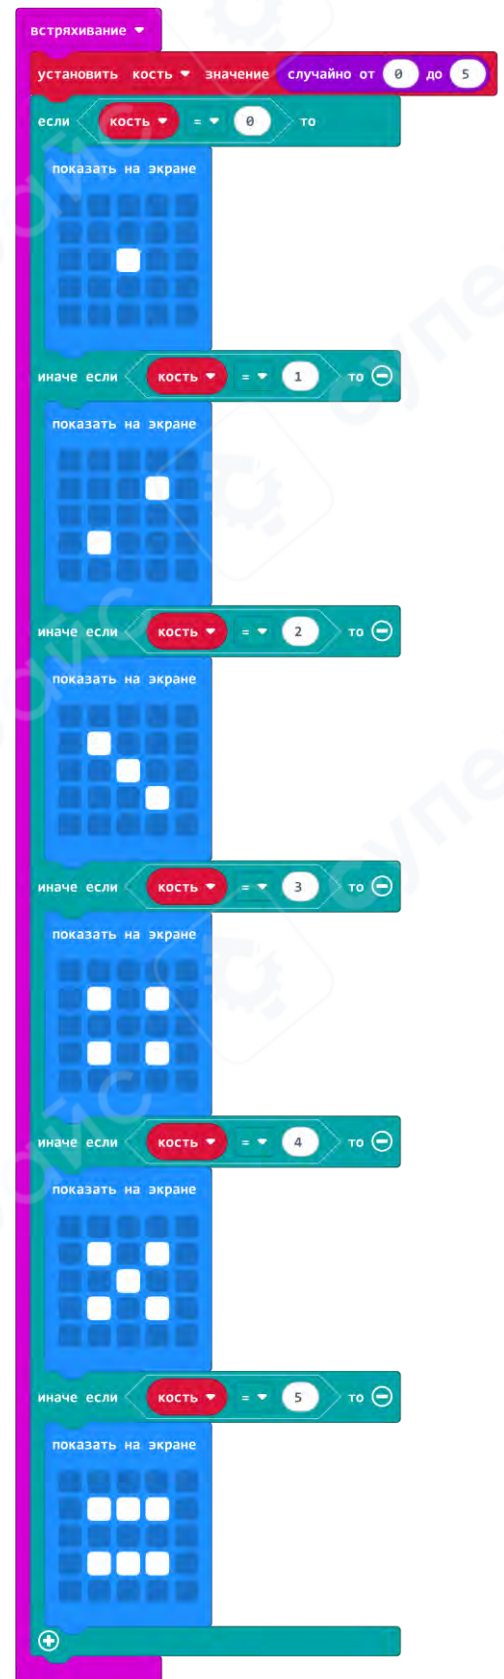 встряхивание
установить кость значение случайно от 0 до 5
если кость = 0 то
показать на экране
иначе если кость = 1 то
показать на экране
иначе если кость = 2 то
показать на экране
иначе если кость = 3 то
показать на экране
иначе если кость = 4 то
показать на экране
иначе если кость = 5 то
показать на экране